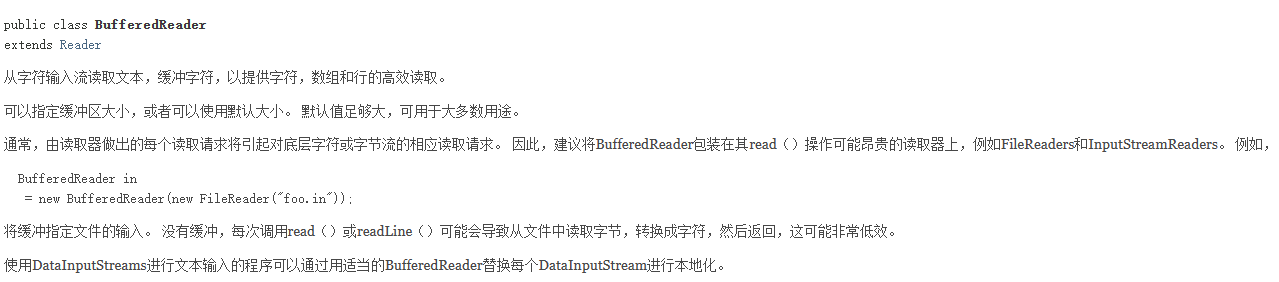 public class BufferedReader
extends Reader
从字符输入流读取文本，缓冲字符，以提供字符，数组和行的高效读取。
可以指定缓冲区大小，或者可以使用默认大小。 默认值足够大，可用于大多数用途。
通常，由读取器做出的每个读取请求将引起对底层字符或字节流的相应读取请求。 因此，建议将BufferedReader包装在其read（）操作可能昂贵的读取器上，例如FileReaders和InputStreamReaders。 例如，
BufferedReader in
= new BufferedReader(new FileReader("foo.in"));
将缓冲指定文件的输入。 没有缓冲，每次调用read（）或readLine（）可能会导致从文件中读取字节，转换成字符，然后返回，这可能非常低效。
使用DataInputStreams进行文本输入的程序可以通过用适当的BufferedReader替换每个DataInputStream进行本地化。